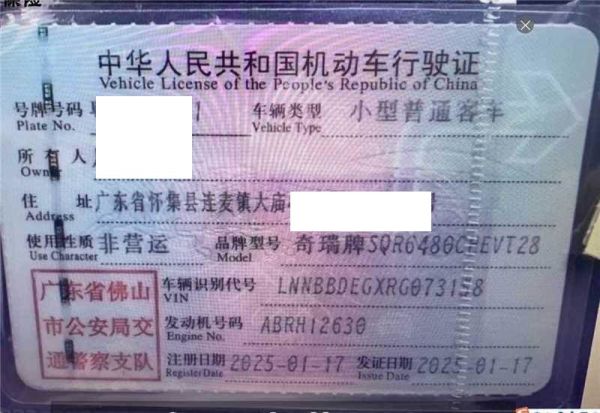 中华人民共和国机动车行驶证
Vehicle License of the People's Republic of China
号牌号码 车辆类型 小型普通客车
Plate No. Vehicle Type
所有人
Owner
住址 广东省怀集县连麦镇大庙
Address
使用性质 非营运 品牌型号 奇瑞牌SQR6480CHEVT28
Use Character Model
广东省佛山市公安局交通警察支队
车辆识别代号 LNNBBDEGXRG073158
VIN
发动机号码 ABRH12630
Engine No.
注册日期 2025-01-17 发证日期 2025-01-17
Register Date Issue Date